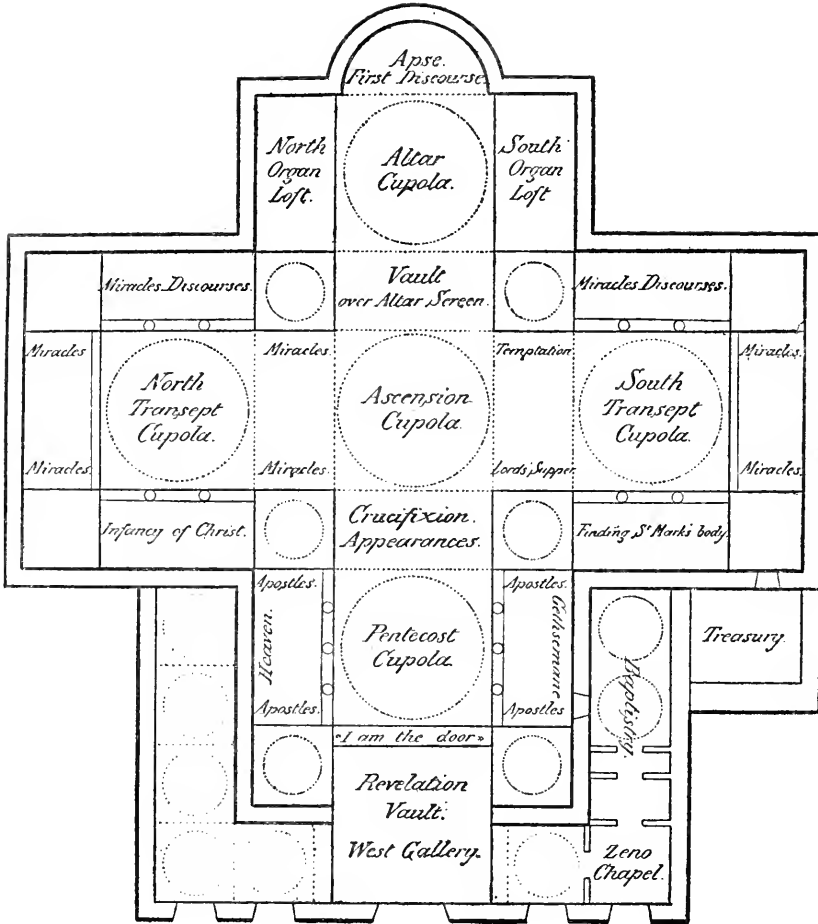 Apse.
First Discourse.
North
Organ
Loft.
Altar
Cupola.
South
Organ
Loft
Miracles. Discourses.
Vault
over Altar Screen.
Miracles Discourses.
Miracles
Miracles.
Temptation
Miracles.
North
Transept
Cupola.
Ascension
Cupola.
South
Transept
Cupola.
Miracles.
Miracles.
Lords Supper
Miracles.
Infancy of Christ.
Crucifixion.
Appearances.
Finding St Mark's body.
Apostles.
Heaven.
Apostles.
Pentecost
Cupola.
Apostles.
Gethsemane
Apostles
Baptistry.
Treasury.
"I am the door"
Revelation
Vault.
West Gallery.
Zeno
Chapel.